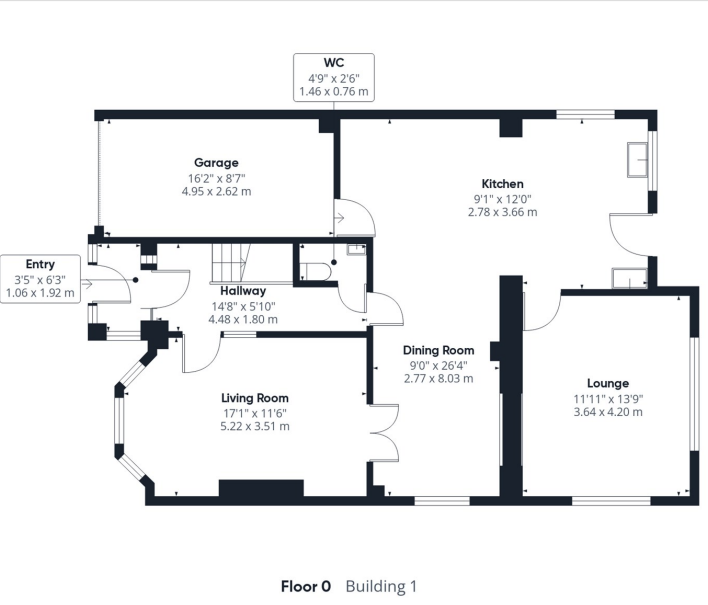 WC
4'9" x 2'6"
1.46 x 0.76 m
Garage
16'2" x 8'7"
4.95 x 2.62 m
Kitchen
9'1" x 12'0"
2.78 x 3.66 m
Entry
3'5" x 6'3"
1.06 x 1.92 m
Hallway
14'8" x 5'10"
4.48 x 1.80 m
Dining Room
9'0" x 26'4"
2.77 x 8.03 m
Living Room
17'1" x 11'6"
5.22 x 3.51 m
Lounge
11'11" x 13'9"
3.64 x 4.20 m
Floor 0 Building 1